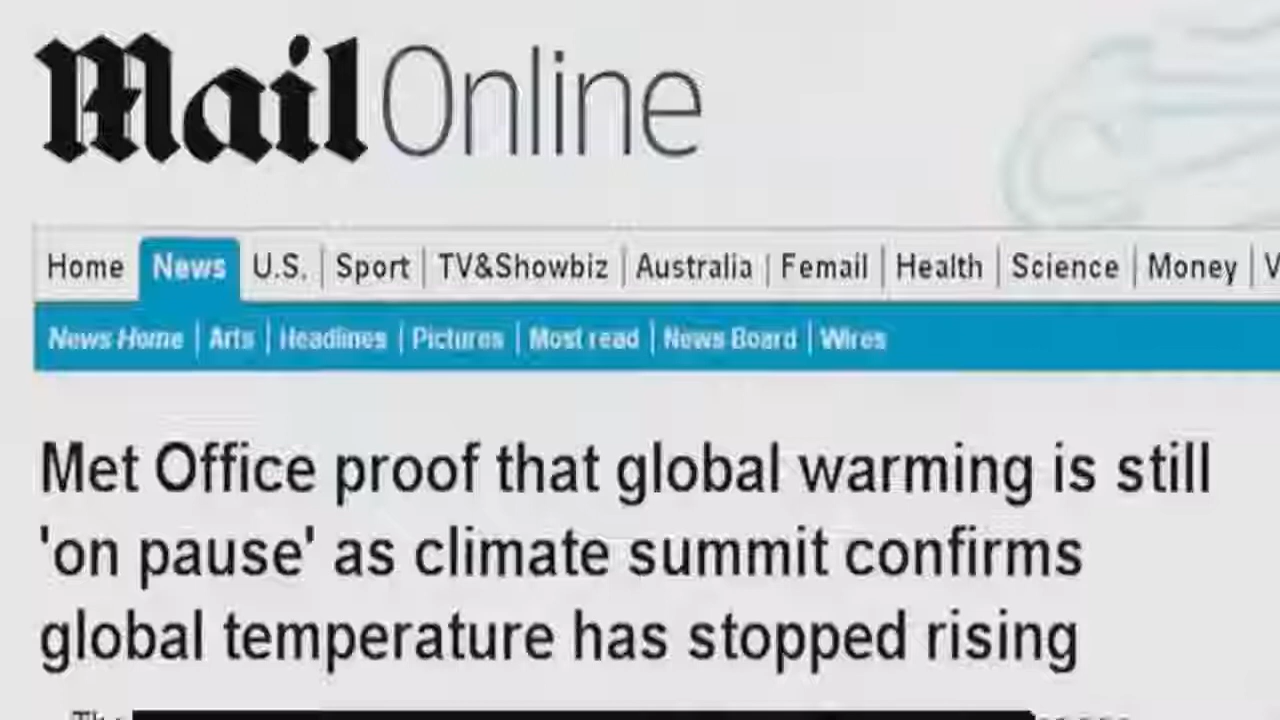 Mail Online
Home News U.S. Sport TV&Showbiz Australia Femail Health Science Money
News Home Arts Headlines Pictures Most read News Board Wires
Met Office proof that global warming is still
'on pause' as climate summit confirms
global temperature has stopped rising